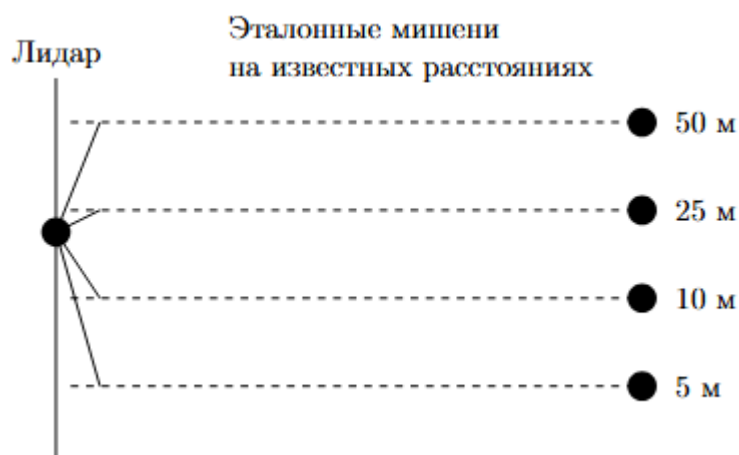 Лидар
Эталонные мишени
на известных расстояниях
50 м
25 м
10 м
5 м